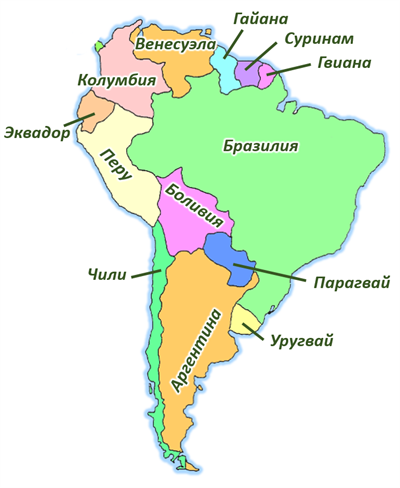 Гайана
Венесуэла
Суринам
Гвиана
Колумбия
Эквадор
Бразилия
Перу
Боливия
Чили
Парагвай
Уругвай
Аргентина